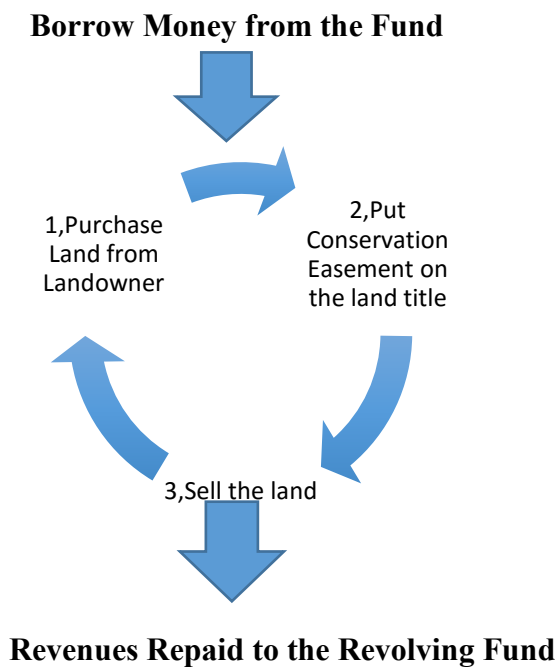 Borrow Money from the Fund
1,Purchase
Land from
Landowner
2,Put
Conservation
Easement on
the land title
3,Sell the land
Revenues Repaid to the Revolving Fund